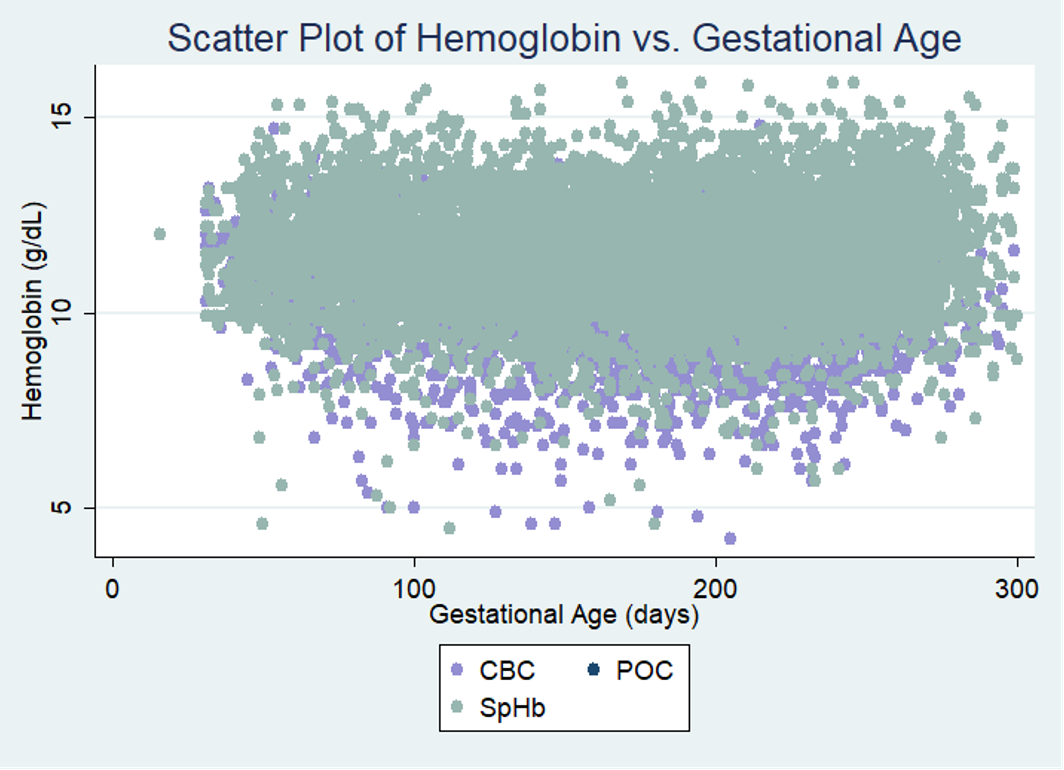 Scatter Plot of Hemoglobin vs. Gestational Age
15
10
5
Hemoglobin (g/dL)
0 100 200 300
Gestational Age (days)
CBC POC
SpHb